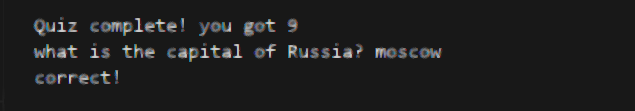 Quiz complete! you got 9
what is the capital of Russia? moscow
correct!